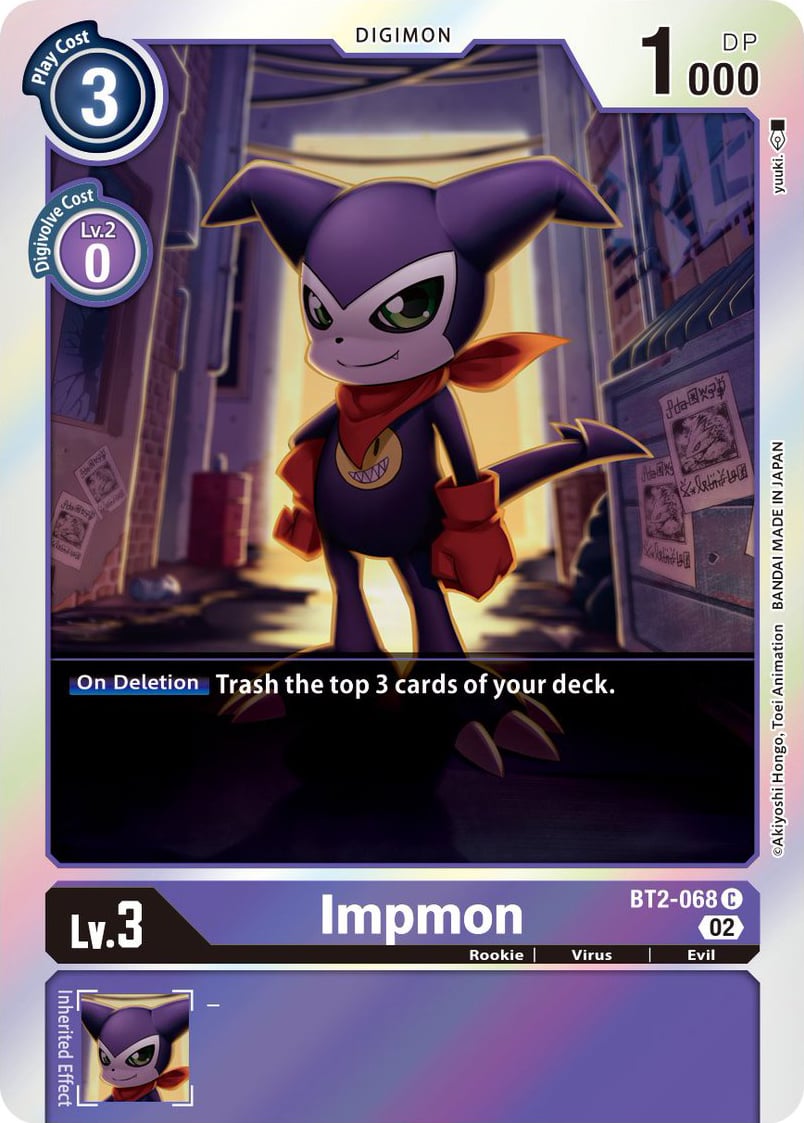 DIGIMON
Play Cost
3
1000
DP
Digivolve Cost
Lv.2
0
yuuki.
On Deletion Trash the top 3 cards of your deck.
©Akiyoshi Hongo, Toei Animation BANDAI MADE IN JAPAN
Lv.3
Impmon
BT2-068 C
02
Rookie | Virus | Evil
Inherited Effect
–